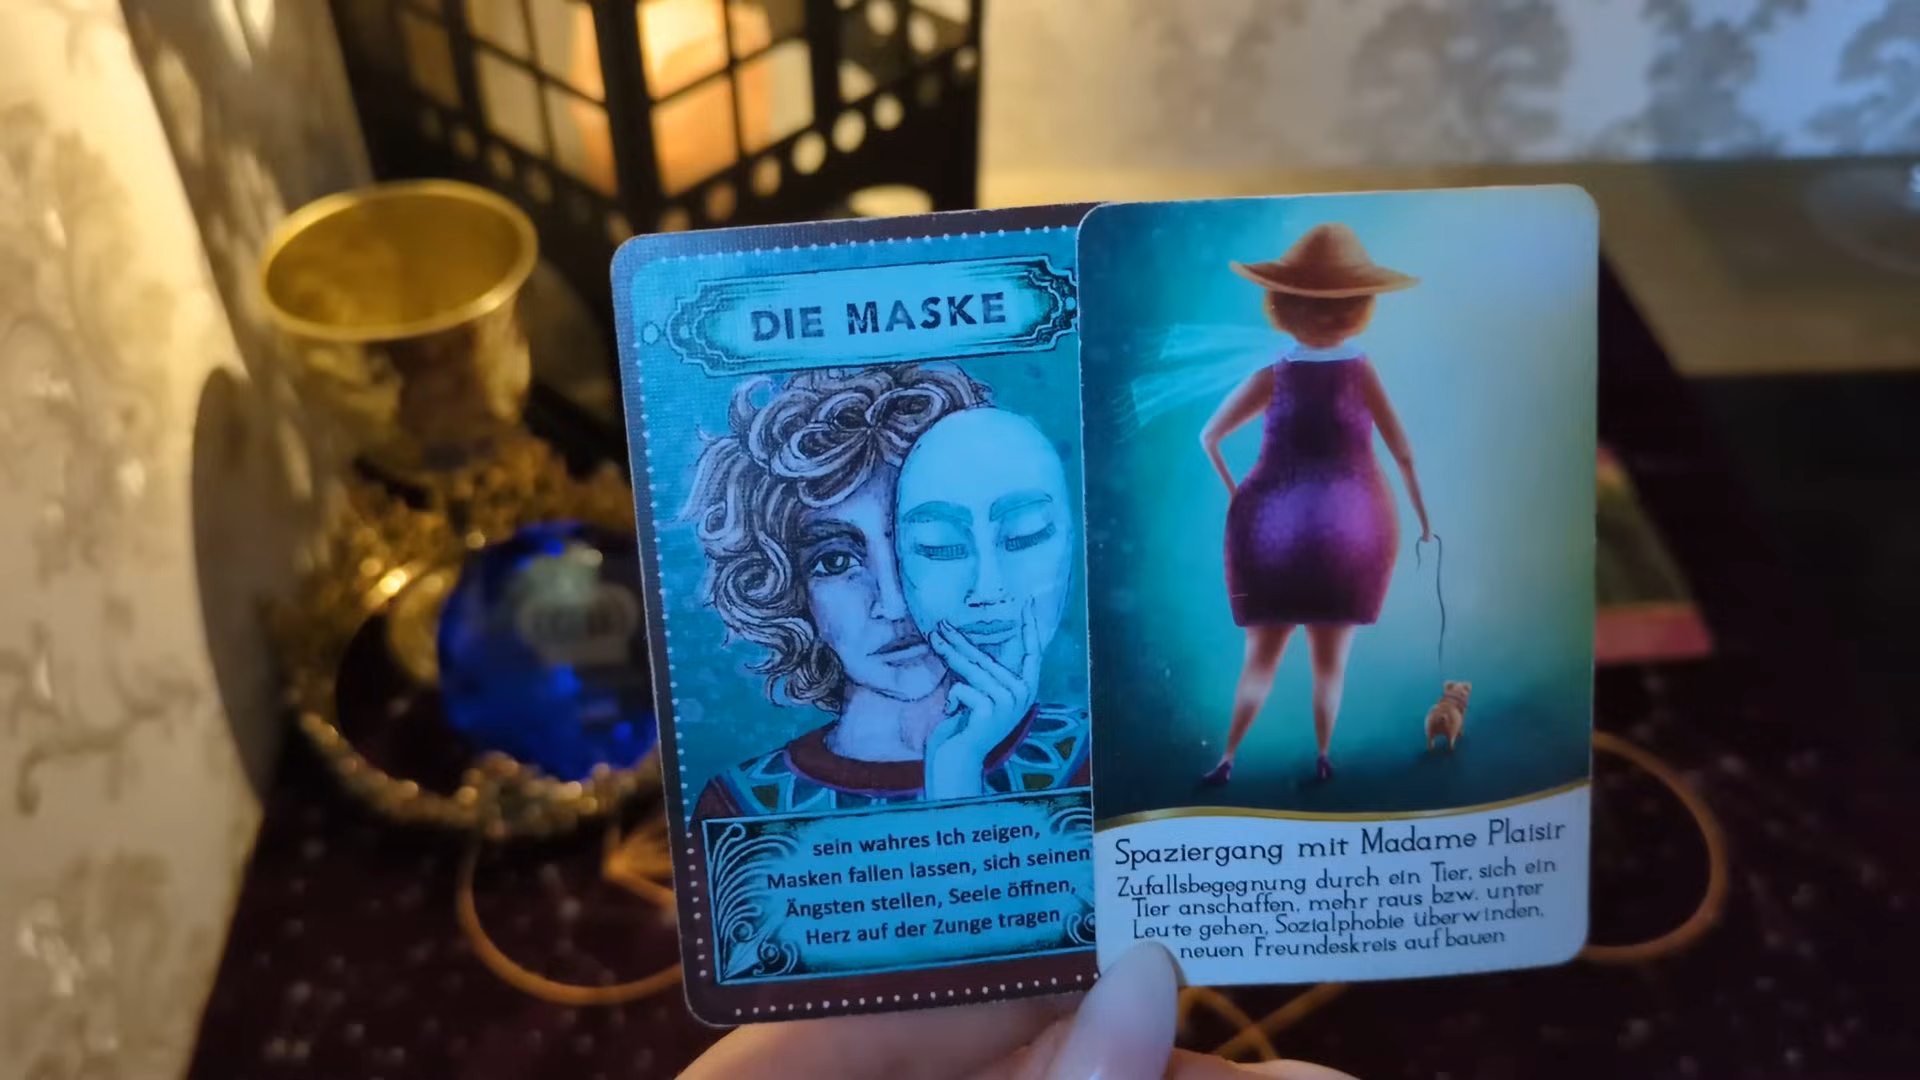 DIE MASKE
sein wahres Ich zeigen,
Masken fallen lassen, sich seinen
Ängsten stellen, Seele öffnen,
Herz auf der Zunge tragen
Spaziergang mit Madame Plaisir
Zufallsbegegnung durch ein Tier, sich ein
Tier anschaffen, mehr raus bzw. unter
Leute gehen, Sozialphobie überwinden,
neuen Freundeskreis aufbauen